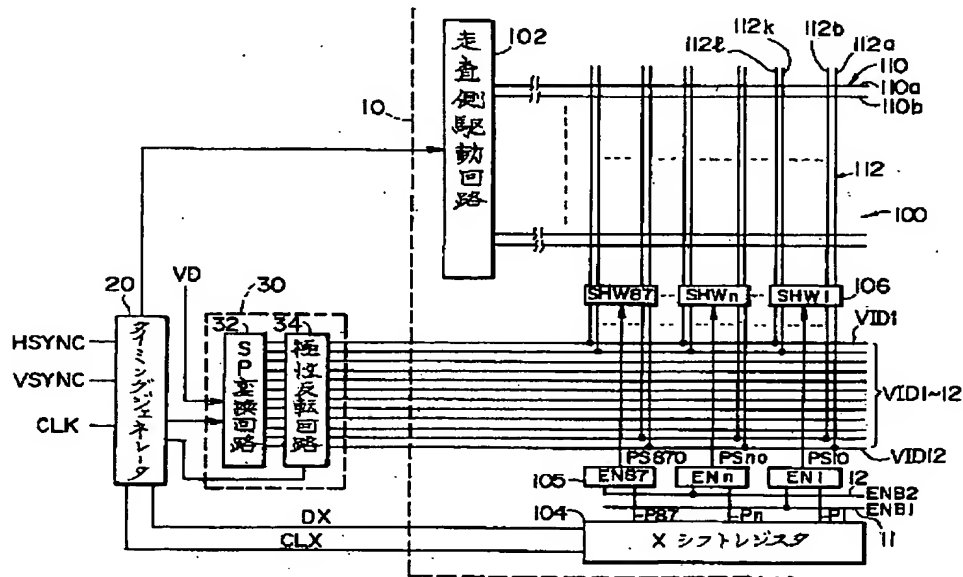 112k
112b
112ℓ
112a
102
走査側駆動回路
110
110a
110b
10
112
100
20
VD
30
SHW87
SHWn
SHW1
106
32
34
VID1
HSYNC
VSYNC
CLK
タイミングジェネレータ
SP変換回路
極性反転回路
VID1~12
PS870
PSno
PS10
VID12
105
EN87
ENn
EN1
12
ENB2
ENB1
DX
104
P87
Pn
P1
CLX
Xシフトレジスタ
11